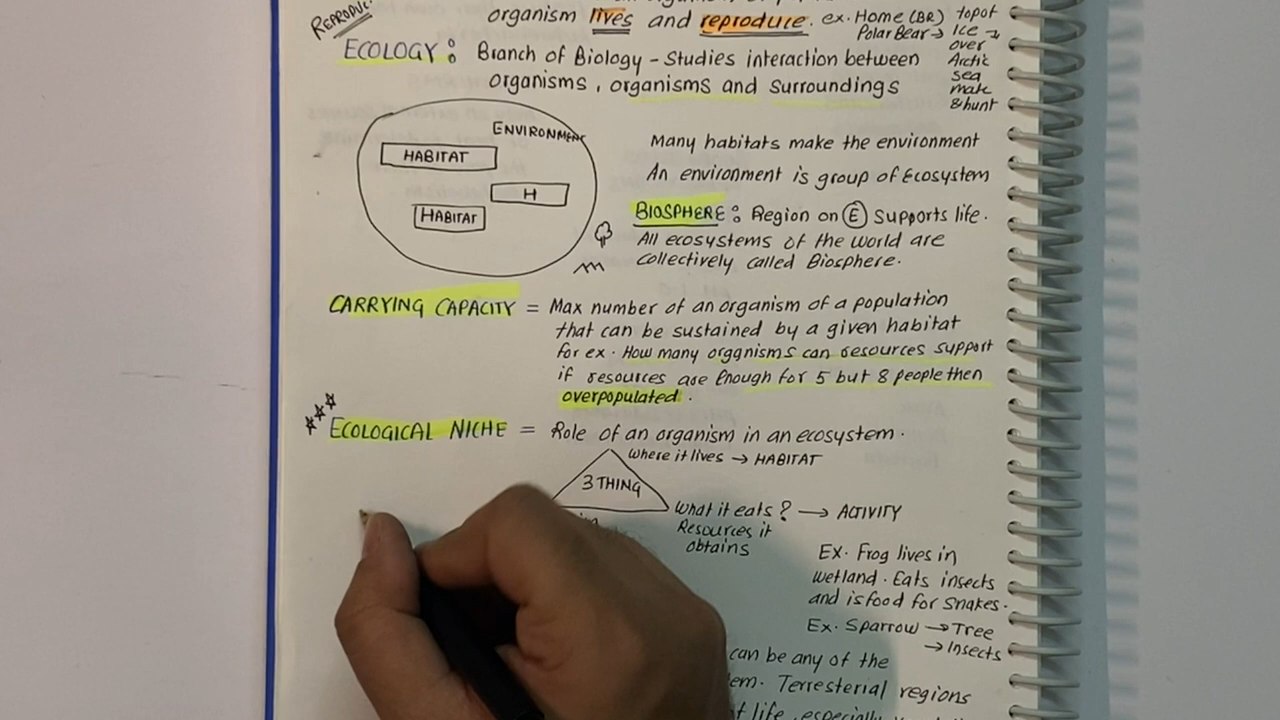 REPRODUC
organism lives and reproduce. ex. Home (BR) topot
Polar Bear → Ice →
over
Arctic
sea
mate
& hunt
ECOLOGY: Branch of Biology - Studies interaction between
organisms, organisms and surroundings
ENVIRONMENT
HABITAT
H
HABITAT
Many habitats make the environment
An environment is group of Ecosystem
BIOSPHERE: Region on E supports life.
All ecosystems of the world are
collectively called Biosphere.
CARRYING CAPACITY = Max number of an organism of a population
that can be sustained by a given habitat
for ex. How many organisms can resources support
if resources are enough for 5 but 8 people then
overpopulated.
ECOLOGICAL NICHE = Role of an organism in an ecosystem.
where it lives → HABITAT
3 THING
What it eats? → ACTIVITY
Resources it
obtains
Ex. Frog lives in
wetland. Eats insects
and is food for snakes.
Ex. Sparrow → Tree
→ Insects
can be any of the
em. Terresterial regions
life, especially